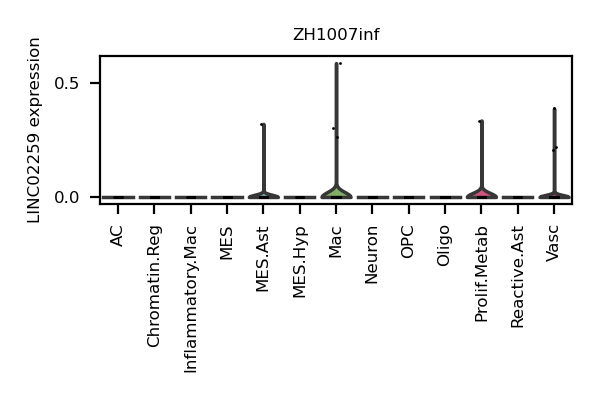 ZH1007inf
LINC02259 expression
0.5
0.0
AC
Chromatin.Reg
Inflammatory.Mac
MES
MES.Ast
MES.Hyp
Mac
Neuron
OPC
Oligo
Prolif.Metab
Reactive.Ast
Vasc